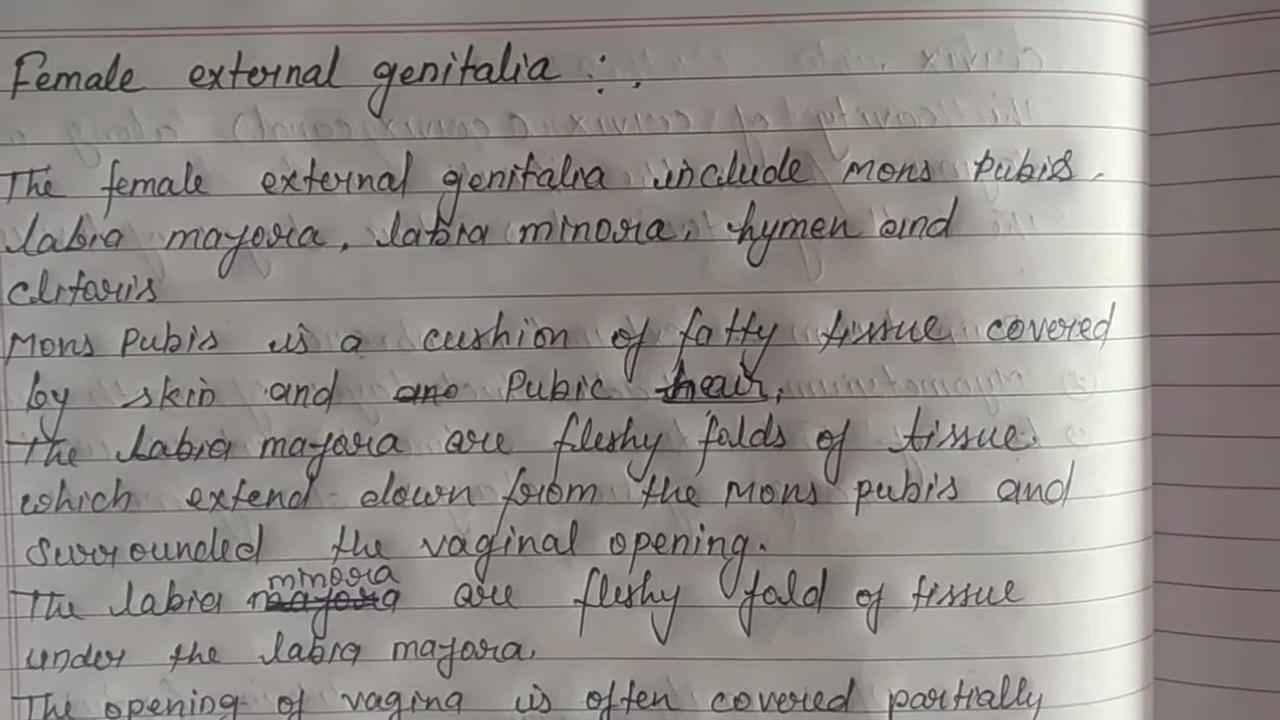 Female external genitalia :-
The female external genitalia include mons pubis,
labia majora, labia minora, hymen and
clitoris
Mons Pubis is a cushion of fatty tissue covered
by skin and Pubic hair.
The labia majora are fleshy folds of tissue
which extend down from the Mons pubis and
surrounded the vaginal opening.
The labia minora are fleshy fold of tissue
under the labia majora.
The opening of vagina is often covered partially